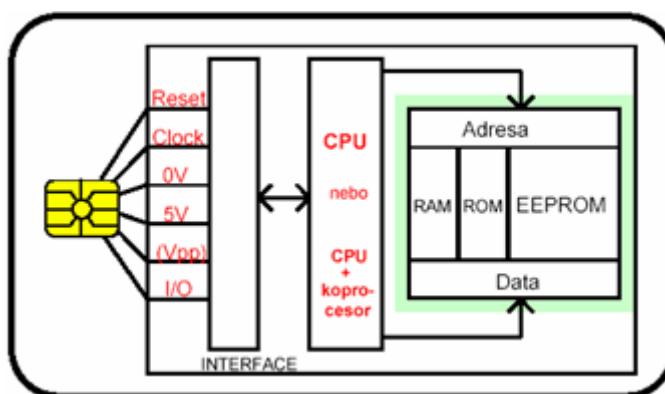 Reset
Clock
0V
5V
(Vpp)
I/O
INTERFACE
CPU
nebo
CPU
+
kopro-
cesor
Adresa
RAM
ROM
EEPROM
Data